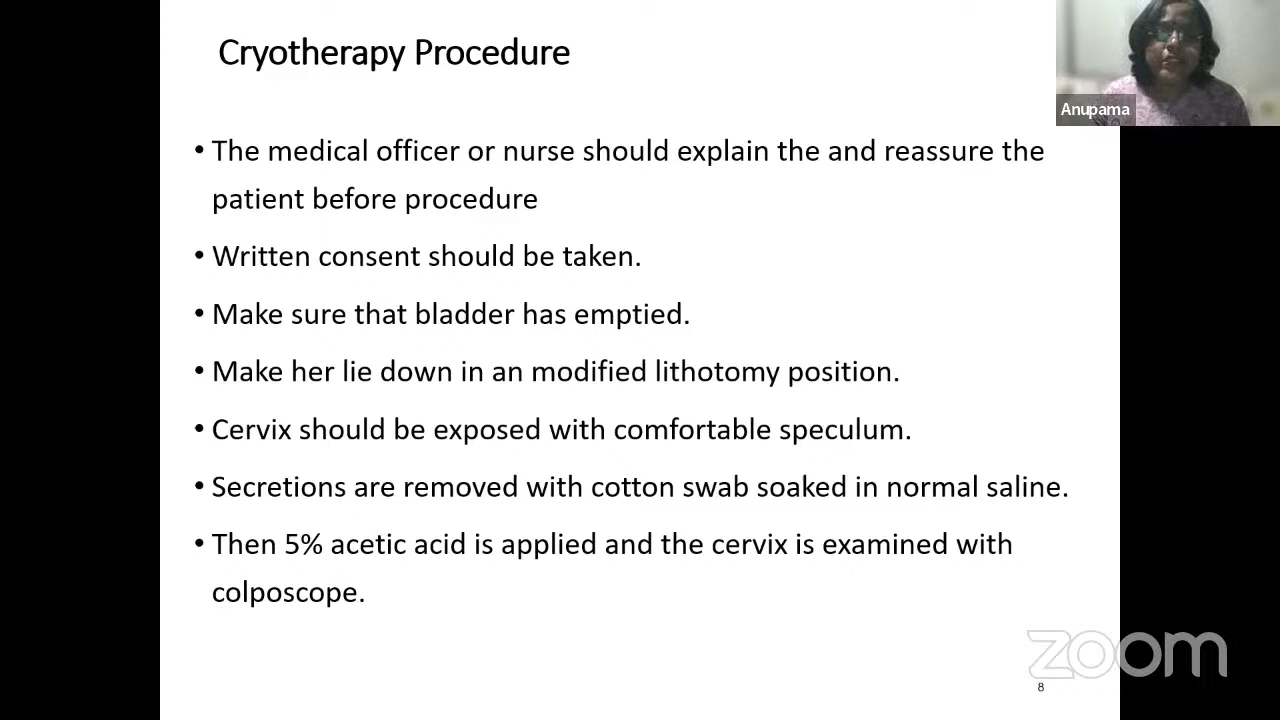 Cryotherapy Procedure
Anupama
• The medical officer or nurse should explain the and reassure the
patient before procedure
• Written consent should be taken.
• Make sure that bladder has emptied.
• Make her lie down in an modified lithotomy position.
• Cervix should be exposed with comfortable speculum.
• Secretions are removed with cotton swab soaked in normal saline.
• Then 5% acetic acid is applied and the cervix is examined with
colposcope.
zoom
8